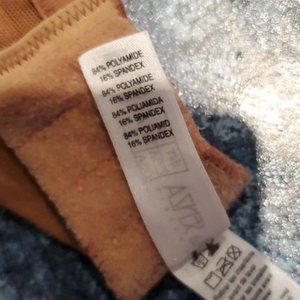 84% POLYAMIDE
16% SPANDEX
84% POLYAMIDE
16% SPANDEX
84% POLIAMIDA
16% SPANDEX
84% POLIAMID
16% SPANDEX